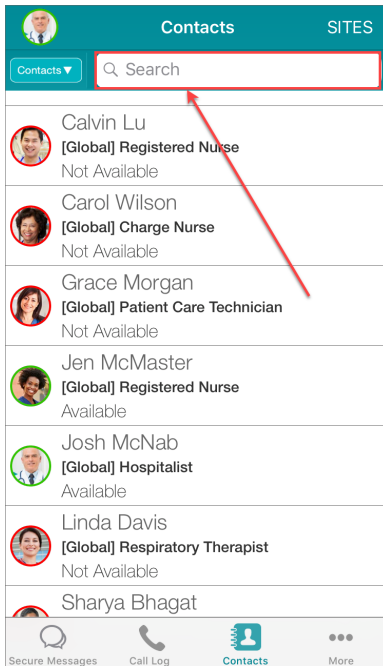 Contacts
SITES
Contacts▼
Search
Calvin Lu
[Global] Registered Nurse
Not Available
Carol Wilson
[Global] Charge Nurse
Not Available
Grace Morgan
[Global] Patient Care Technician
Not Available
Jen McMaster
[Global] Registered Nurse
Available
Josh McNab
[Global] Hospitalist
Available
Linda Davis
[Global] Respiratory Therapist
Not Available
Sharya Bhagat
Secure Messages
Call Log
Contacts
More